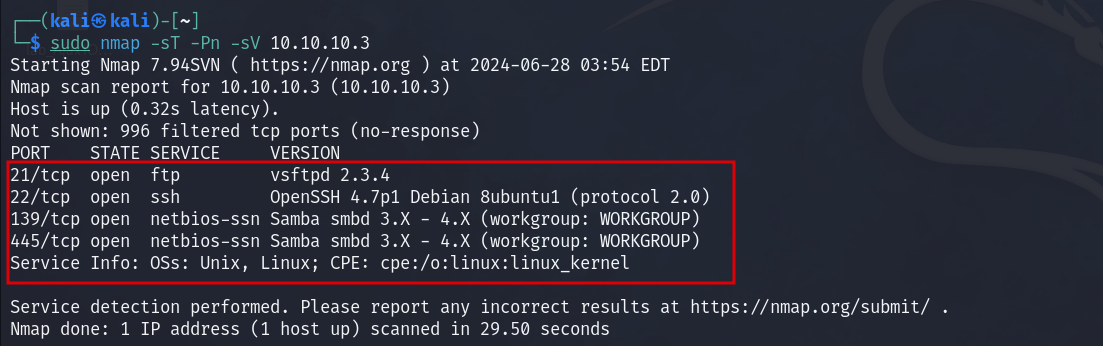 ┌──(kali㉿kali)-[~]
└─$ sudo nmap -sT -Pn -sV 10.10.10.3
Starting Nmap 7.94SVN ( https://nmap.org ) at 2024-06-28 03:54 EDT
Nmap scan report for 10.10.10.3 (10.10.10.3)
Host is up (0.32s latency).
Not shown: 996 filtered tcp ports (no-response)
PORT    STATE SERVICE     VERSION
21/tcp  open  ftp         vsftpd 2.3.4
22/tcp  open  ssh         OpenSSH 4.7p1 Debian 8ubuntu1 (protocol 2.0)
139/tcp open  netbios-ssn Samba smbd 3.X - 4.X (workgroup: WORKGROUP)
445/tcp open  netbios-ssn Samba smbd 3.X - 4.X (workgroup: WORKGROUP)
Service Info: OSs: Unix, Linux; CPE: cpe:/o:linux:linux_kernel

Service detection performed. Please report any incorrect results at https://nmap.org/submit/ .
Nmap done: 1 IP address (1 host up) scanned in 29.50 seconds